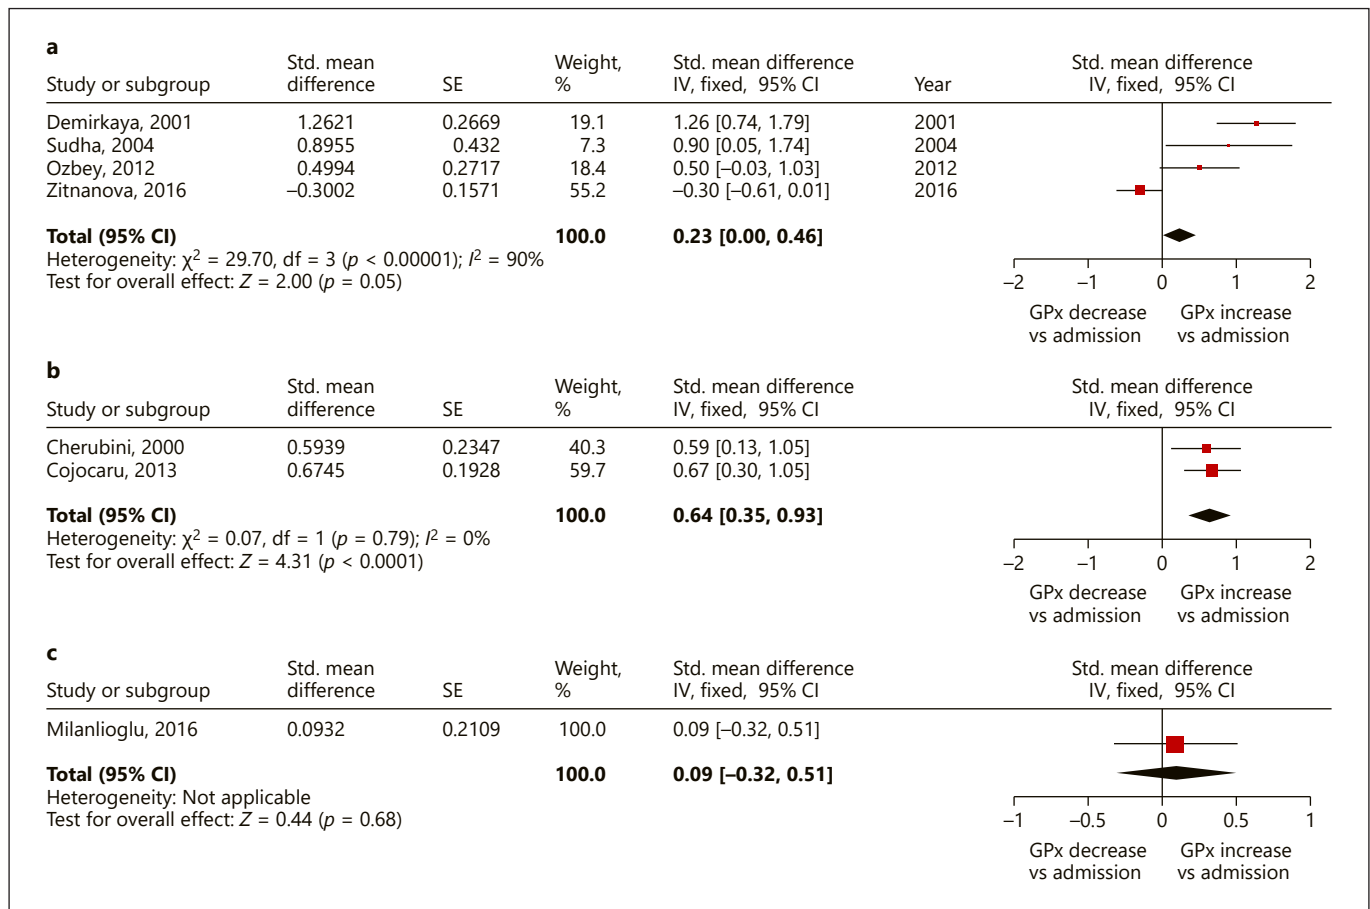 a
Std. mean Weight, Std. mean difference Std. mean difference
Study or subgroup difference SE % IV, fixed, 95% CI Year IV, fixed, 95% CI
Demirkaya, 2001 1.2621 0.2669 19.1 1.26 [0.74, 1.79] 2001
Sudha, 2004 0.8955 0.432 7.3 0.90 [0.05, 1.74] 2004
Ozbey, 2012 0.4994 0.2717 18.4 0.50 [–0.03, 1.03] 2012
Zitnanova, 2016 –0.3002 0.1571 55.2 –0.30 [–0.61, 0.01] 2016
Total (95% CI) 100.0 0.23 [0.00, 0.46]
Heterogeneity: χ2 = 29.70, df = 3 (p < 0.00001); I2 = 90%
Test for overall effect: Z = 2.00 (p = 0.05)
–2 –1 0 1 2
GPx decrease GPx increase
vs admission vs admission
b
Std. mean Weight, Std. mean difference Std. mean difference
Study or subgroup difference SE % IV, fixed, 95% CI IV, fixed, 95% CI
Cherubini, 2000 0.5939 0.2347 40.3 0.59 [0.13, 1.05]
Cojocaru, 2013 0.6745 0.1928 59.7 0.67 [0.30, 1.05]
Total (95% CI) 100.0 0.64 [0.35, 0.93]
Heterogeneity: χ2 = 0.07, df = 1 (p = 0.79); I2 = 0%
Test for overall effect: Z = 4.31 (p < 0.0001)
–2 –1 0 1 2
GPx decrease GPx increase
vs admission vs admission
c
Std. mean Weight, Std. mean difference Std. mean difference
Study or subgroup difference SE % IV, fixed, 95% CI IV, fixed, 95% CI
Milanlioglu, 2016 0.0932 0.2109 100.0 0.09 [–0.32, 0.51]
Total (95% CI) 100.0 0.09 [–0.32, 0.51]
Heterogeneity: Not applicable
Test for overall effect: Z = 0.44 (p = 0.68)
–1 –0.5 0 0.5 1
GPx decrease GPx increase
vs admission vs admission